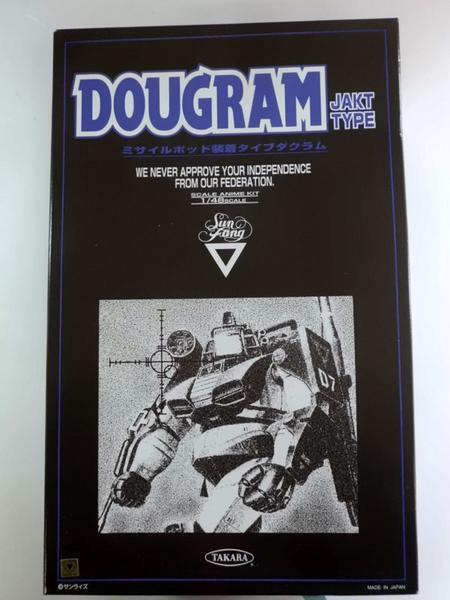 DOUGRAM
JAKT
TYPE
ミサイルポッド装着タイプダグラム
WE NEVER APPROVE YOUR INDEPENDENCE
FROM OUR FEDERATION.
SCALE ANIME KIT
1/48SCALE
Sun
Fang
07
TAKARA
©サンライズ
MADE IN JAPAN